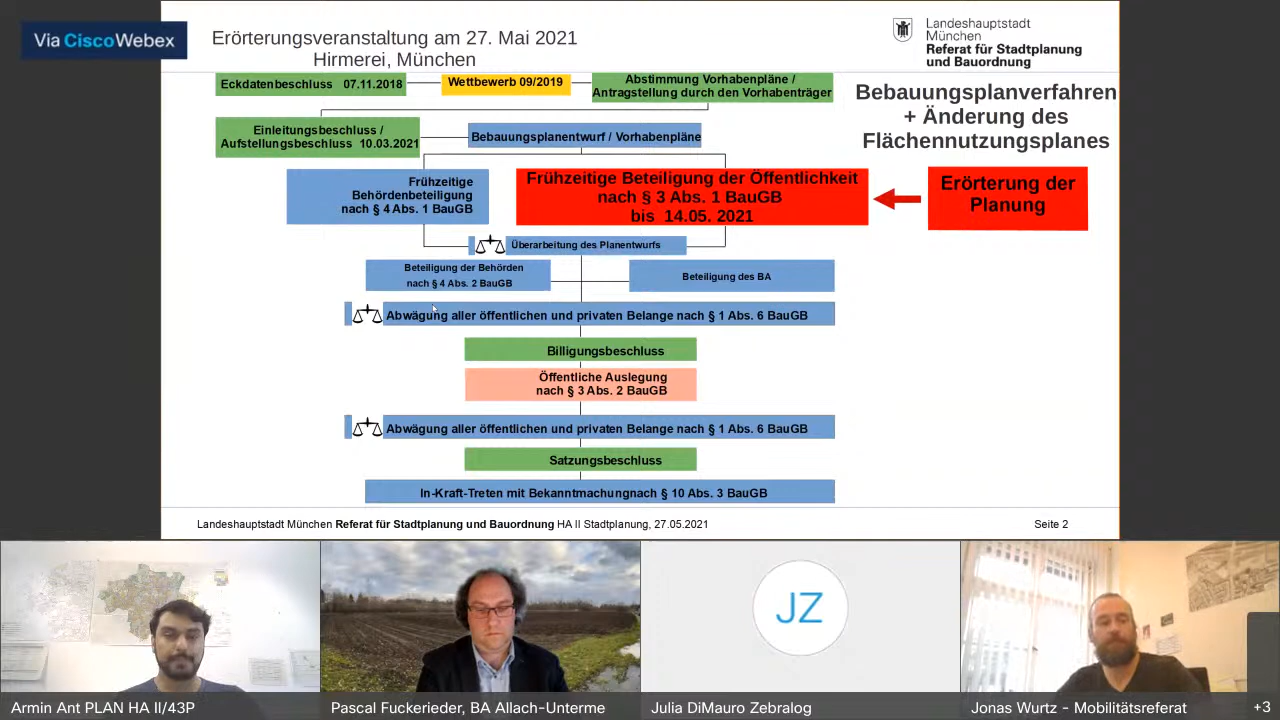 Via Cisco Webex
Erörterungsveranstaltung am 27. Mai 2021
Hirmerei, München
Landeshauptstadt
München
Referat für Stadtplanung
und Bauordnung
Eckdatenbeschluss 07.11.2018
Wettbewerb 09/2019
Abstimmung Vorhabenpläne /
Antragstellung durch den Vorhabenträger
Bebauungsplanverfahren
+ Änderung des
Flächennutzungsplanes
Einleitungsbeschluss /
Aufstellungsbeschluss 10.03.2021
Bebauungsplanentwurf / Vorhabenpläne
Frühzeitige
Behördenbeteiligung
nach § 4 Abs. 1 BauGB
Frühzeitige Beteiligung der Öffentlichkeit
nach § 3 Abs. 1 BauGB
bis 14.05. 2021
Erörterung der
Planung
Überarbeitung des Planentwurfs
Beteiligung der Behörden
nach § 4 Abs. 2 BauGB
Beteiligung des BA
Abwägung aller öffentlichen und privaten Belange nach § 1 Abs. 6 BauGB
Billigungsbeschluss
Öffentliche Auslegung
nach § 3 Abs. 2 BauGB
Abwägung aller öffentlichen und privaten Belange nach § 1 Abs. 6 BauGB
Satzungsbeschluss
In-Kraft-Treten mit Bekanntmachungnach § 10 Abs. 3 BauGB
Landeshauptstadt München Referat für Stadtplanung und Bauordnung HA II Stadtplanung, 27.05.2021
Seite 2
JZ
Armin Ant PLAN HA II/43P
Pascal Fuckerieder, BA Allach-Unterme
Julia DiMauro Zebralog
Jonas Wurtz - Mobilitätsreferat
+3